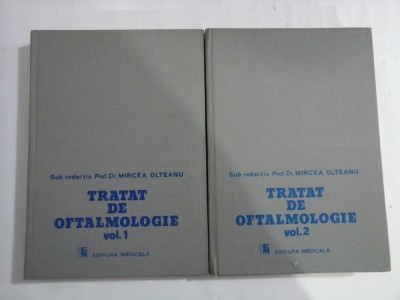 Sub redacția Prof. Dr. MIRCEA OLTEANU
TRATAT
DE
OFTALMOLOGIE
vol. 1
EDITURA MEDICALĂ
Sub redacția Prof. Dr. MIRCEA OLTEANU
TRATAT
DE
OFTALMOLOGIE
vol. 2
EDITURA MEDICALĂ